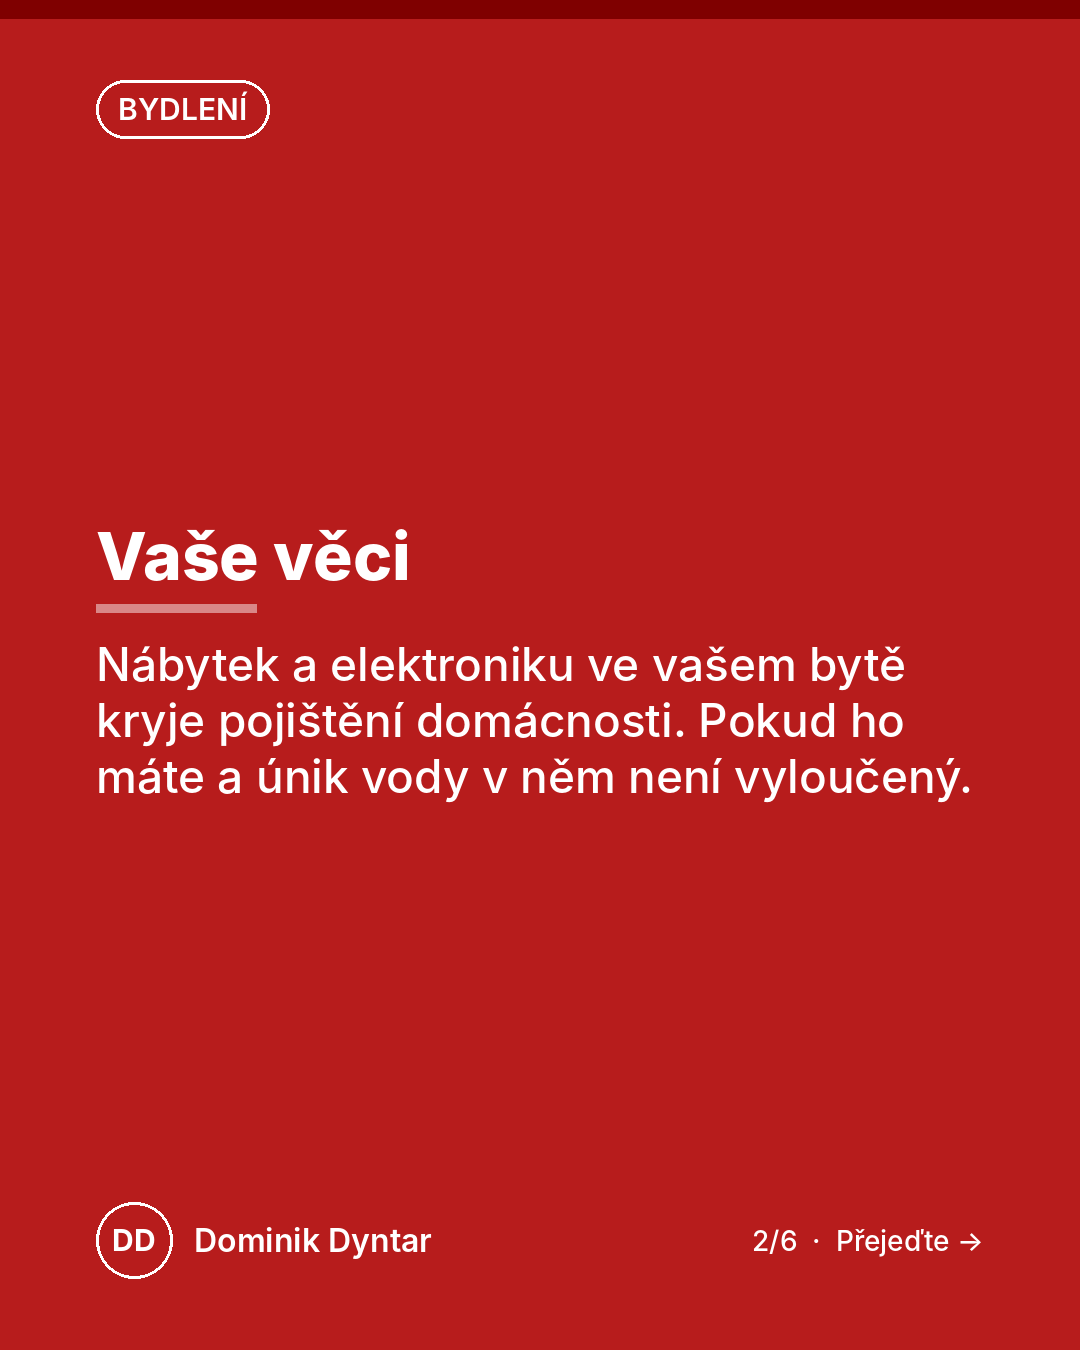 BYDLENÍ
Vaše věci
Nábytek a elektroniku ve vašem bytě
kryje pojištění domácnosti. Pokud ho
máte a únik vody v něm není vyloučený.
DD Dominik Dyntar
2/6 · Přejeďte →